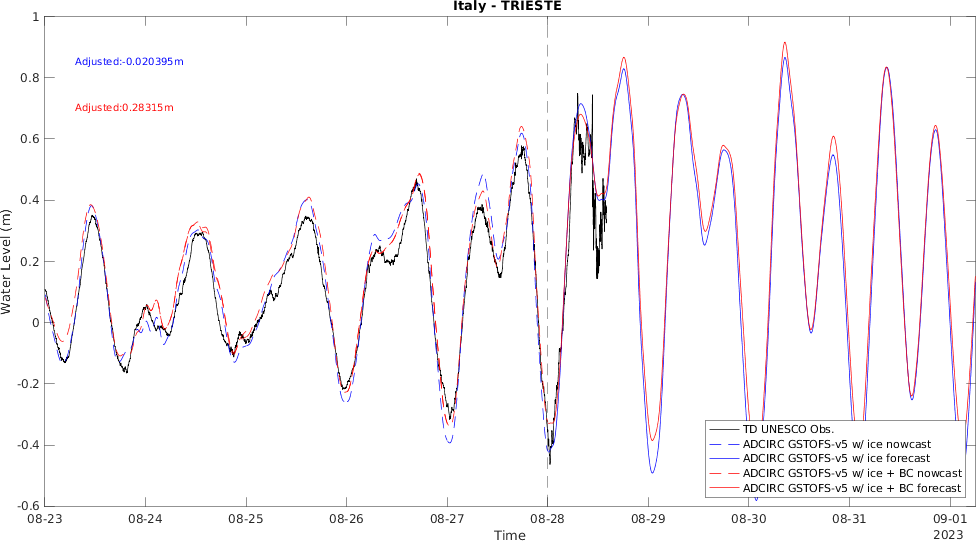 Italy - TRIESTE
Adjusted:-0.020395m
Adjusted:0.28315m
Water Level (m)
1
0.8
0.6
0.4
0.2
0
-0.2
-0.4
-0.6
08-23 08-24 08-25 08-26 08-27 08-28 08-29 08-30 08-31 09-01
2023
Time
TD UNESCO Obs.
ADCIRC GSTOFS-v5 w/ ice nowcast
ADCIRC GSTOFS-v5 w/ ice forecast
ADCIRC GSTOFS-v5 w/ ice + BC nowcast
ADCIRC GSTOFS-v5 w/ ice + BC forecast